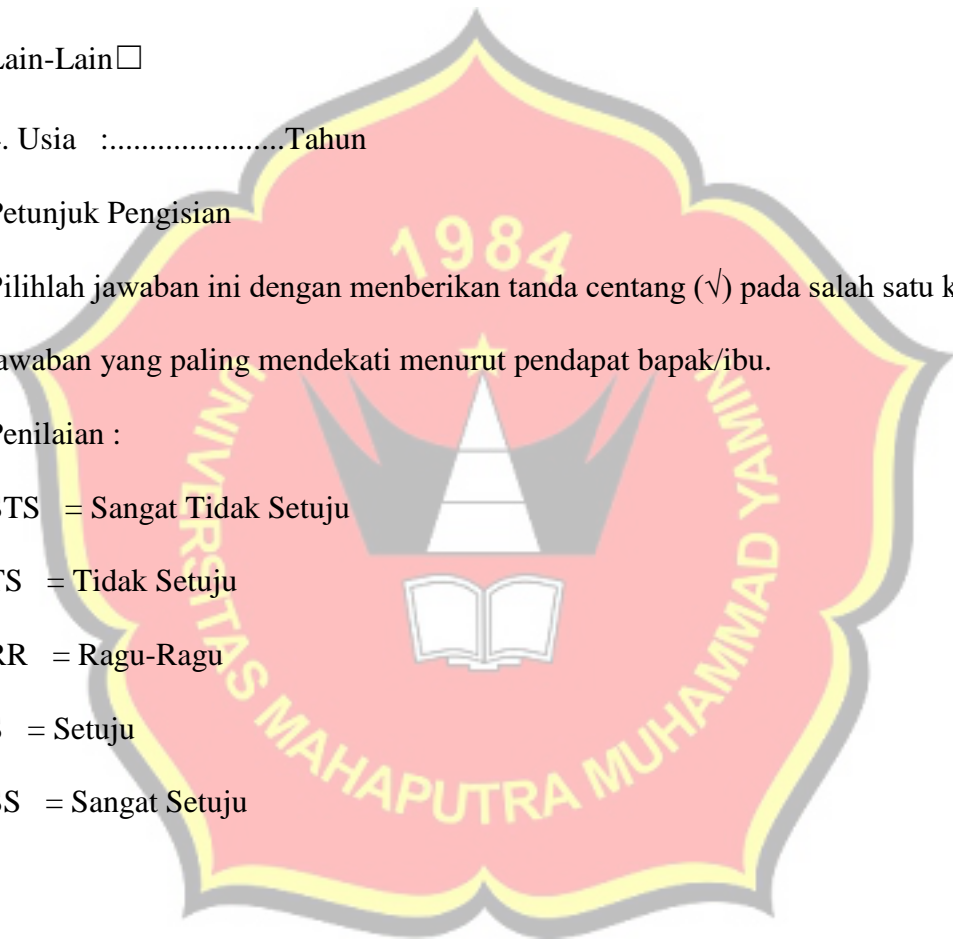 Lain-Lain☐
. Usia :......................Tahun
Petunjuk Pengisian
Pilihlah jawaban ini dengan menberikan tanda centang (√) pada salah satu
jawaban yang paling mendekati menurut pendapat bapak/ibu.
Penilaian :
STS = Sangat Tidak Setuju
TS = Tidak Setuju
RR = Ragu-Ragu
S = Setuju
SS = Sangat Setuju
1984
UNIVERSITAS MAHAPUTRA MUHAMMAD YAMIN